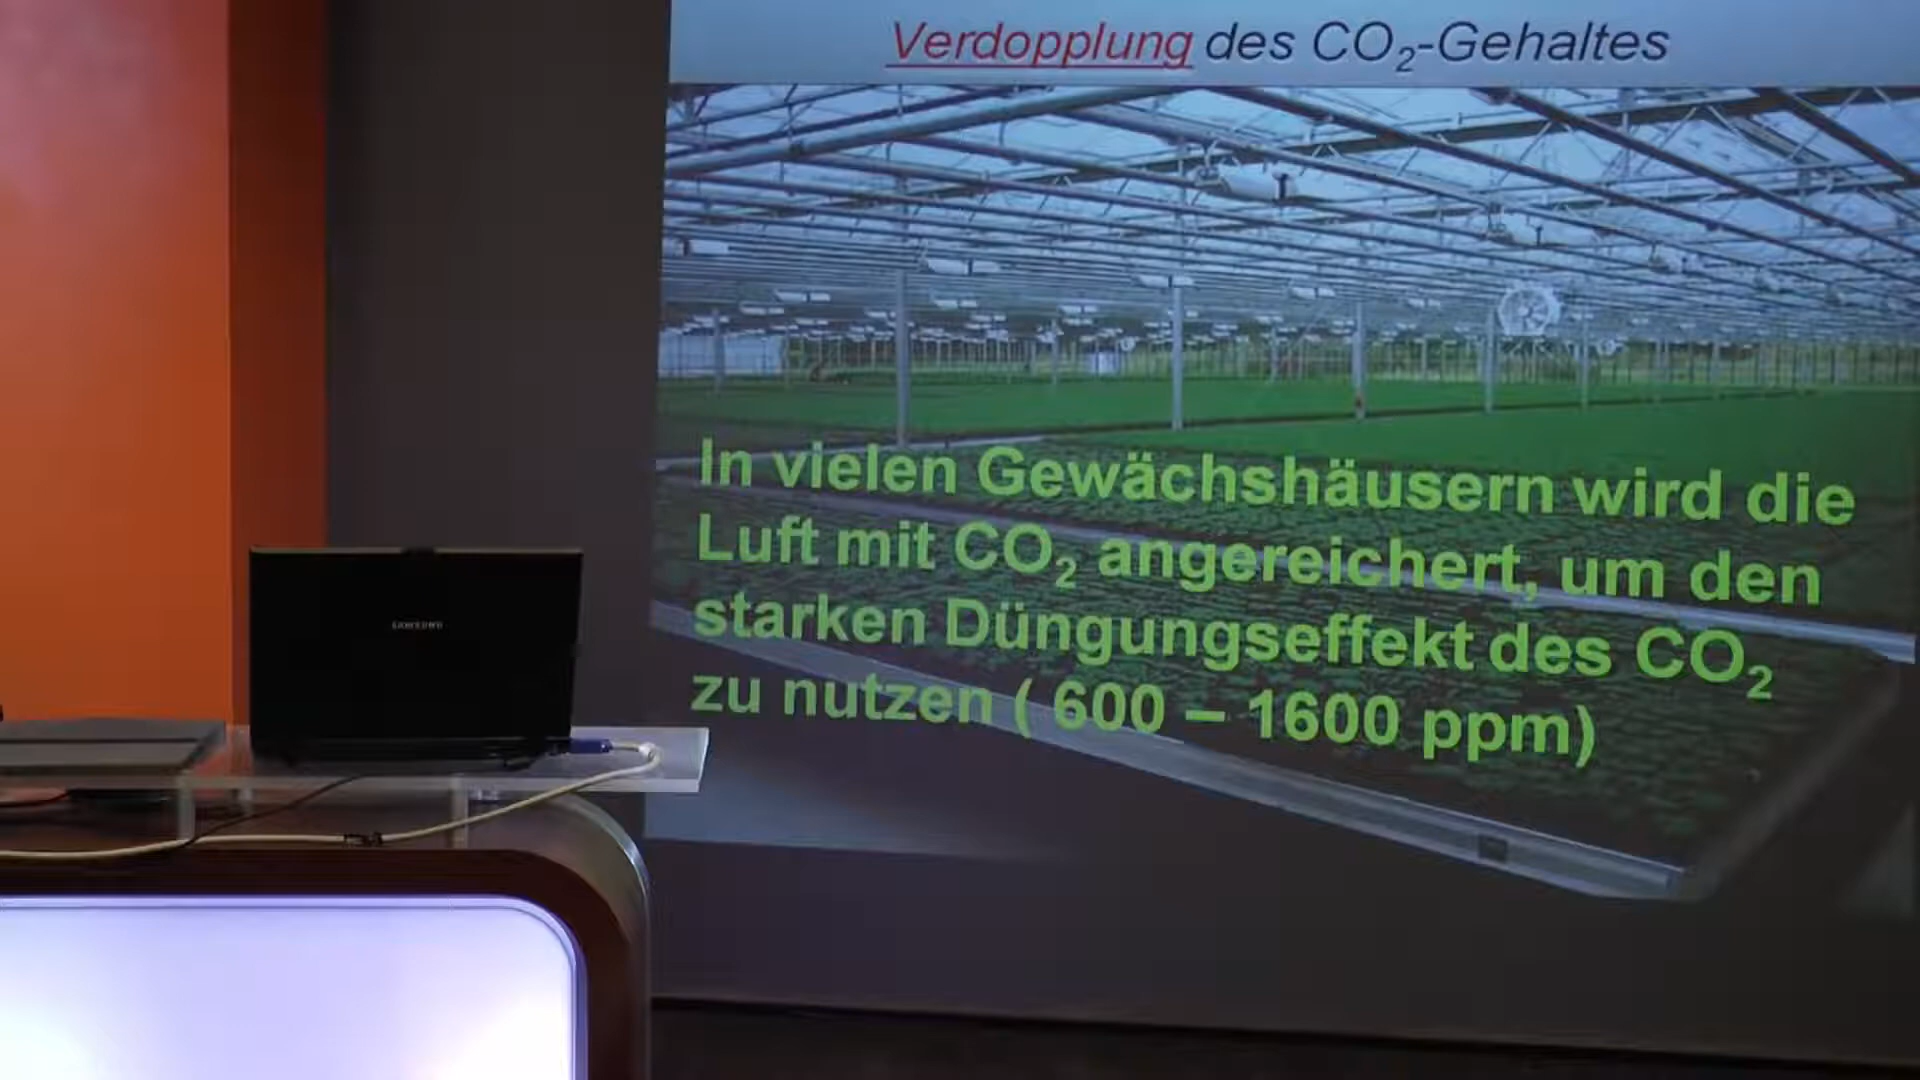 Verdopplung des CO₂-Gehaltes
In vielen Gewächshäusern wird die
Luft mit CO₂ angereichert, um den
starken Düngungseffekt des CO₂
zu nutzen ( 600 – 1600 ppm)
SAMSUNG